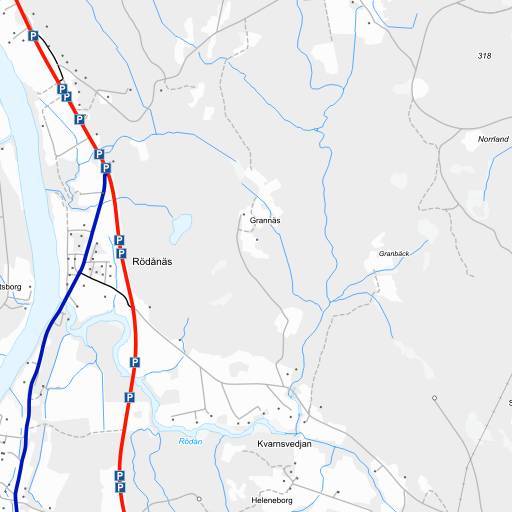 P
318
P
P
P
Norrland
P
P
Grannäs
P
P
Granbäck
Rödånäs
tsborg
P
P
S
Rödån
Kvarnsvedjan
P
P
Heleneborg